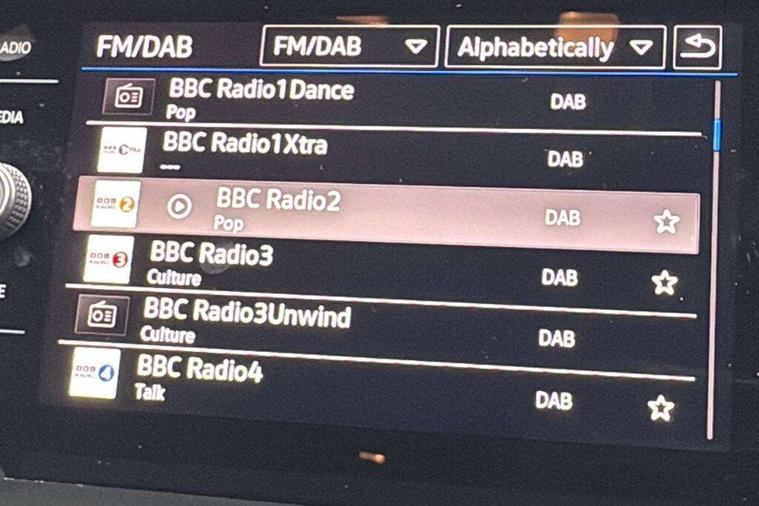 ADIO
FM/DAB FM/DAB Alphabetically
EDIA
BBC Radio1Dance DAB
Pop
BBC Radio1Xtra DAB
---
BBC Radio2 DAB
Pop
BBC Radio3 DAB
Culture
E
BBC Radio3Unwind DAB
Culture
BBC Radio4 DAB
Talk